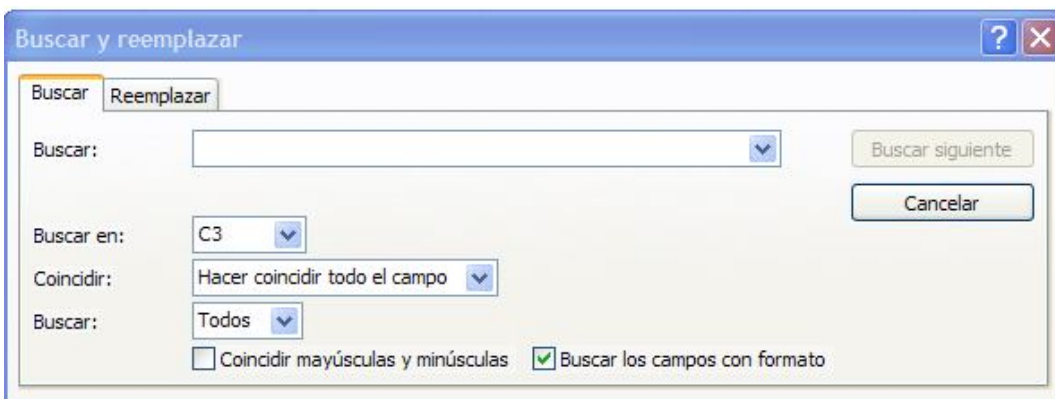 Buscar y reemplazar
Buscar Reemplazar
Buscar: Buscar siguiente
Cancelar
Buscar en: C3
Coincidir: Hacer coincidir todo el campo
Buscar: Todos
Coincidir mayúsculas y minúsculas Buscar los campos con formato